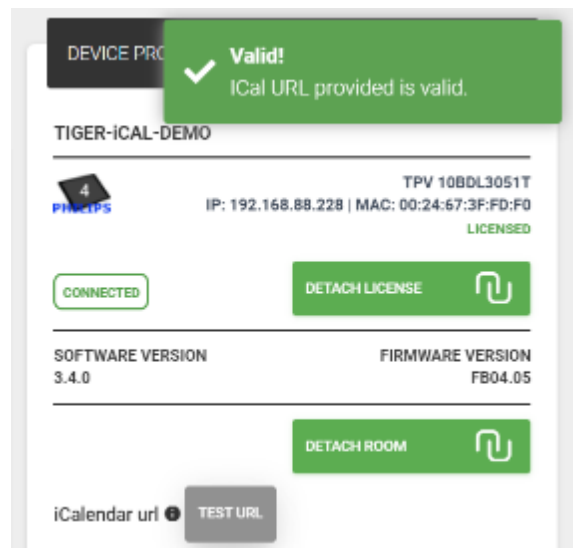 DEVICE PRO
Valid!
ICal URL provided is valid.
TIGER-iCAL-DEMO
4
PHILIPS
TPV 10BDL3051T
IP: 192.168.88.228 | MAC: 00:24:67:3F:FD:F0
LICENSED
CONNECTED
DETACH LICENSE
SOFTWARE VERSION
FIRMWARE VERSION
3.4.0
FB04.05
DETACH ROOM
iCalendar url
TEST URL